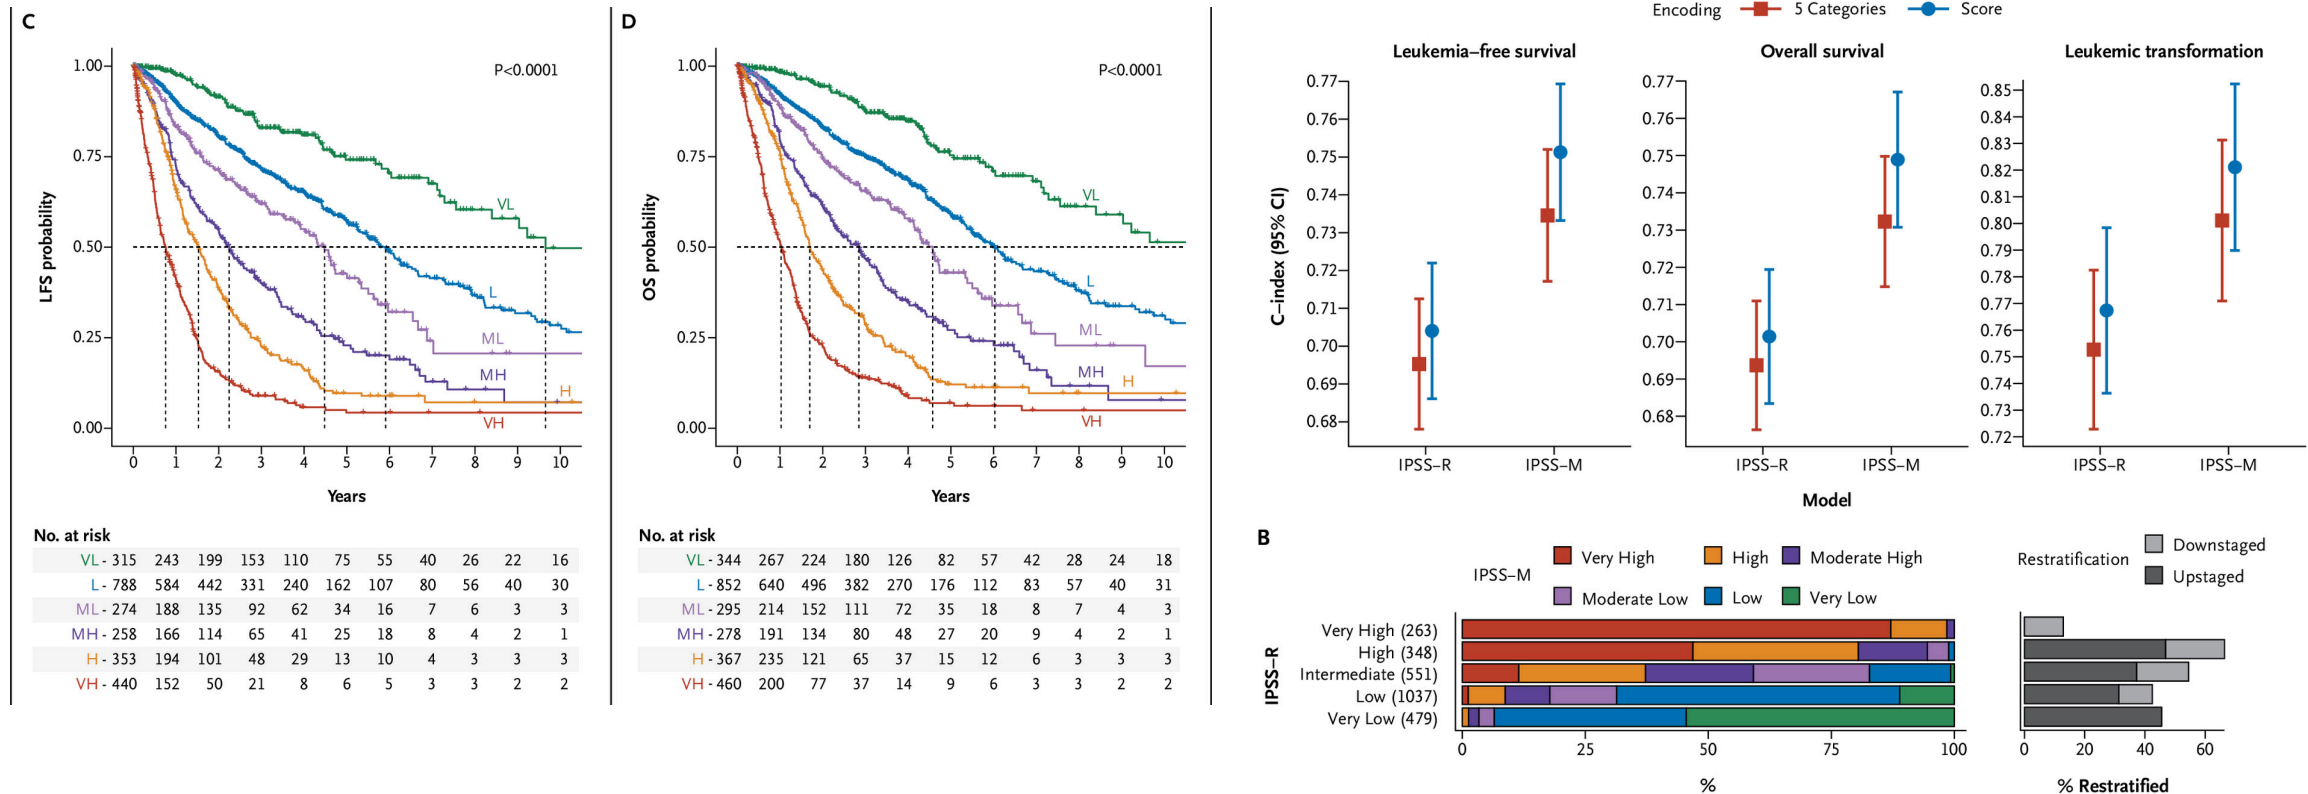 C
P<0.0001
1.00
0.75
0.50
0.25
0.00
LFS probability
VL
L
ML
MH
H
VH
0 1 2 3 4 5 6 7 8 9 10
Years
No. at risk
VL - 315 243 199 153 110 75 55 40 26 22 16
L - 788 584 442 331 240 162 107 80 56 40 30
ML - 274 188 135 92 62 34 16 7 6 3 3
MH - 258 166 114 65 41 25 18 8 4 2 1
H - 353 194 101 48 29 13 10 4 3 3 3
VH - 440 152 50 21 8 6 5 3 3 2 2
D
P<0.0001
1.00
0.75
0.50
0.25
0.00
OS probability
VL
L
ML
MH
H
VH
0 1 2 3 4 5 6 7 8 9 10
Years
No. at risk
VL - 344 267 224 180 126 82 57 42 28 24 18
L - 852 640 496 382 270 176 112 83 57 40 31
ML - 295 214 152 111 72 35 18 8 7 4 3
MH - 278 191 134 80 48 27 20 9 4 2 1
H - 367 235 121 65 37 15 12 6 3 3 3
VH - 460 200 77 37 14 9 6 3 3 2 2
Encoding 5 Categories Score
Leukemia–free survival
0.77
0.76
0.75
0.74
0.73
0.72
0.71
0.70
0.69
0.68
C–index (95% CI)
IPSS–R IPSS–M
Overall survival
0.77
0.76
0.75
0.74
0.73
0.72
0.71
0.70
0.69
0.68
IPSS–R IPSS–M
Leukemic transformation
0.85
0.84
0.83
0.82
0.81
0.80
0.79
0.78
0.77
0.76
0.75
0.74
0.73
0.72
IPSS–R IPSS–M
Model
B
IPSS–M
Very High High Moderate High
Moderate Low Low Very Low
IPSS–R
Very High (263)
High (348)
Intermediate (551)
Low (1037)
Very Low (479)
0 25 50 75 100
%
Restratification
Downstaged
Upstaged
0 20 40 60
% Restratified